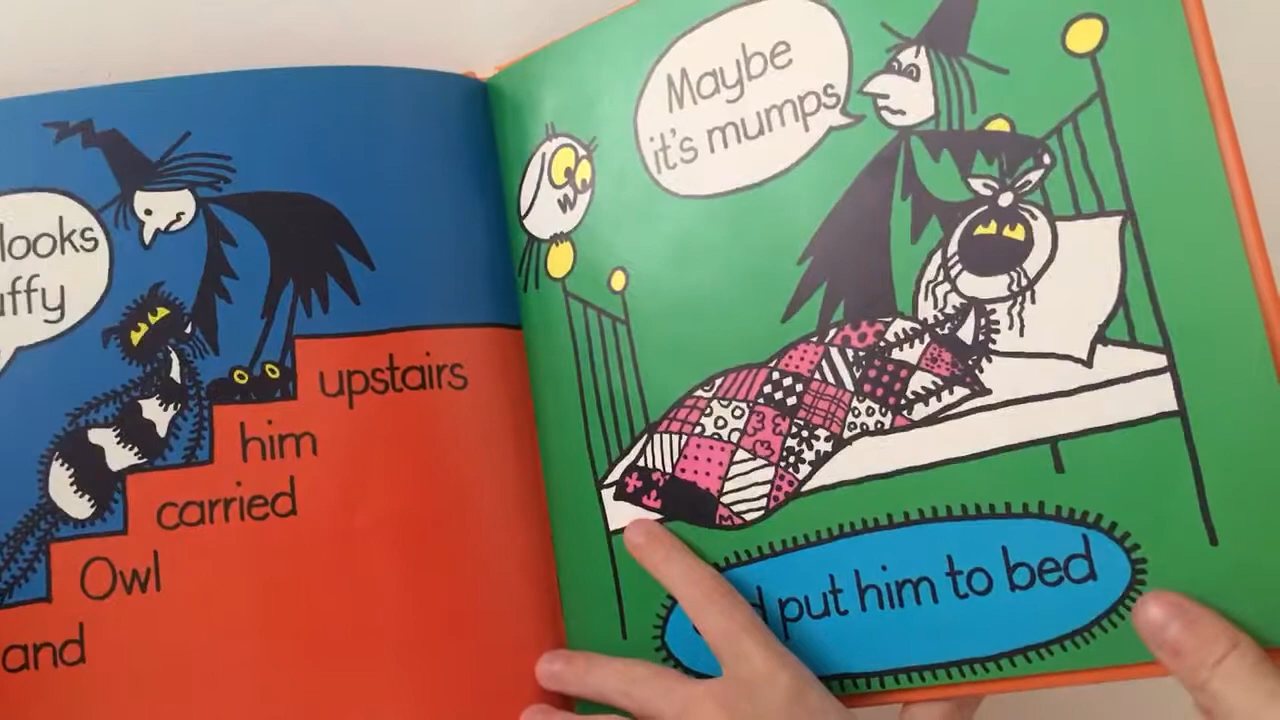 looks
uffy
and
Owl
carried
him
upstairs
Maybe
it's mumps
put him to bed